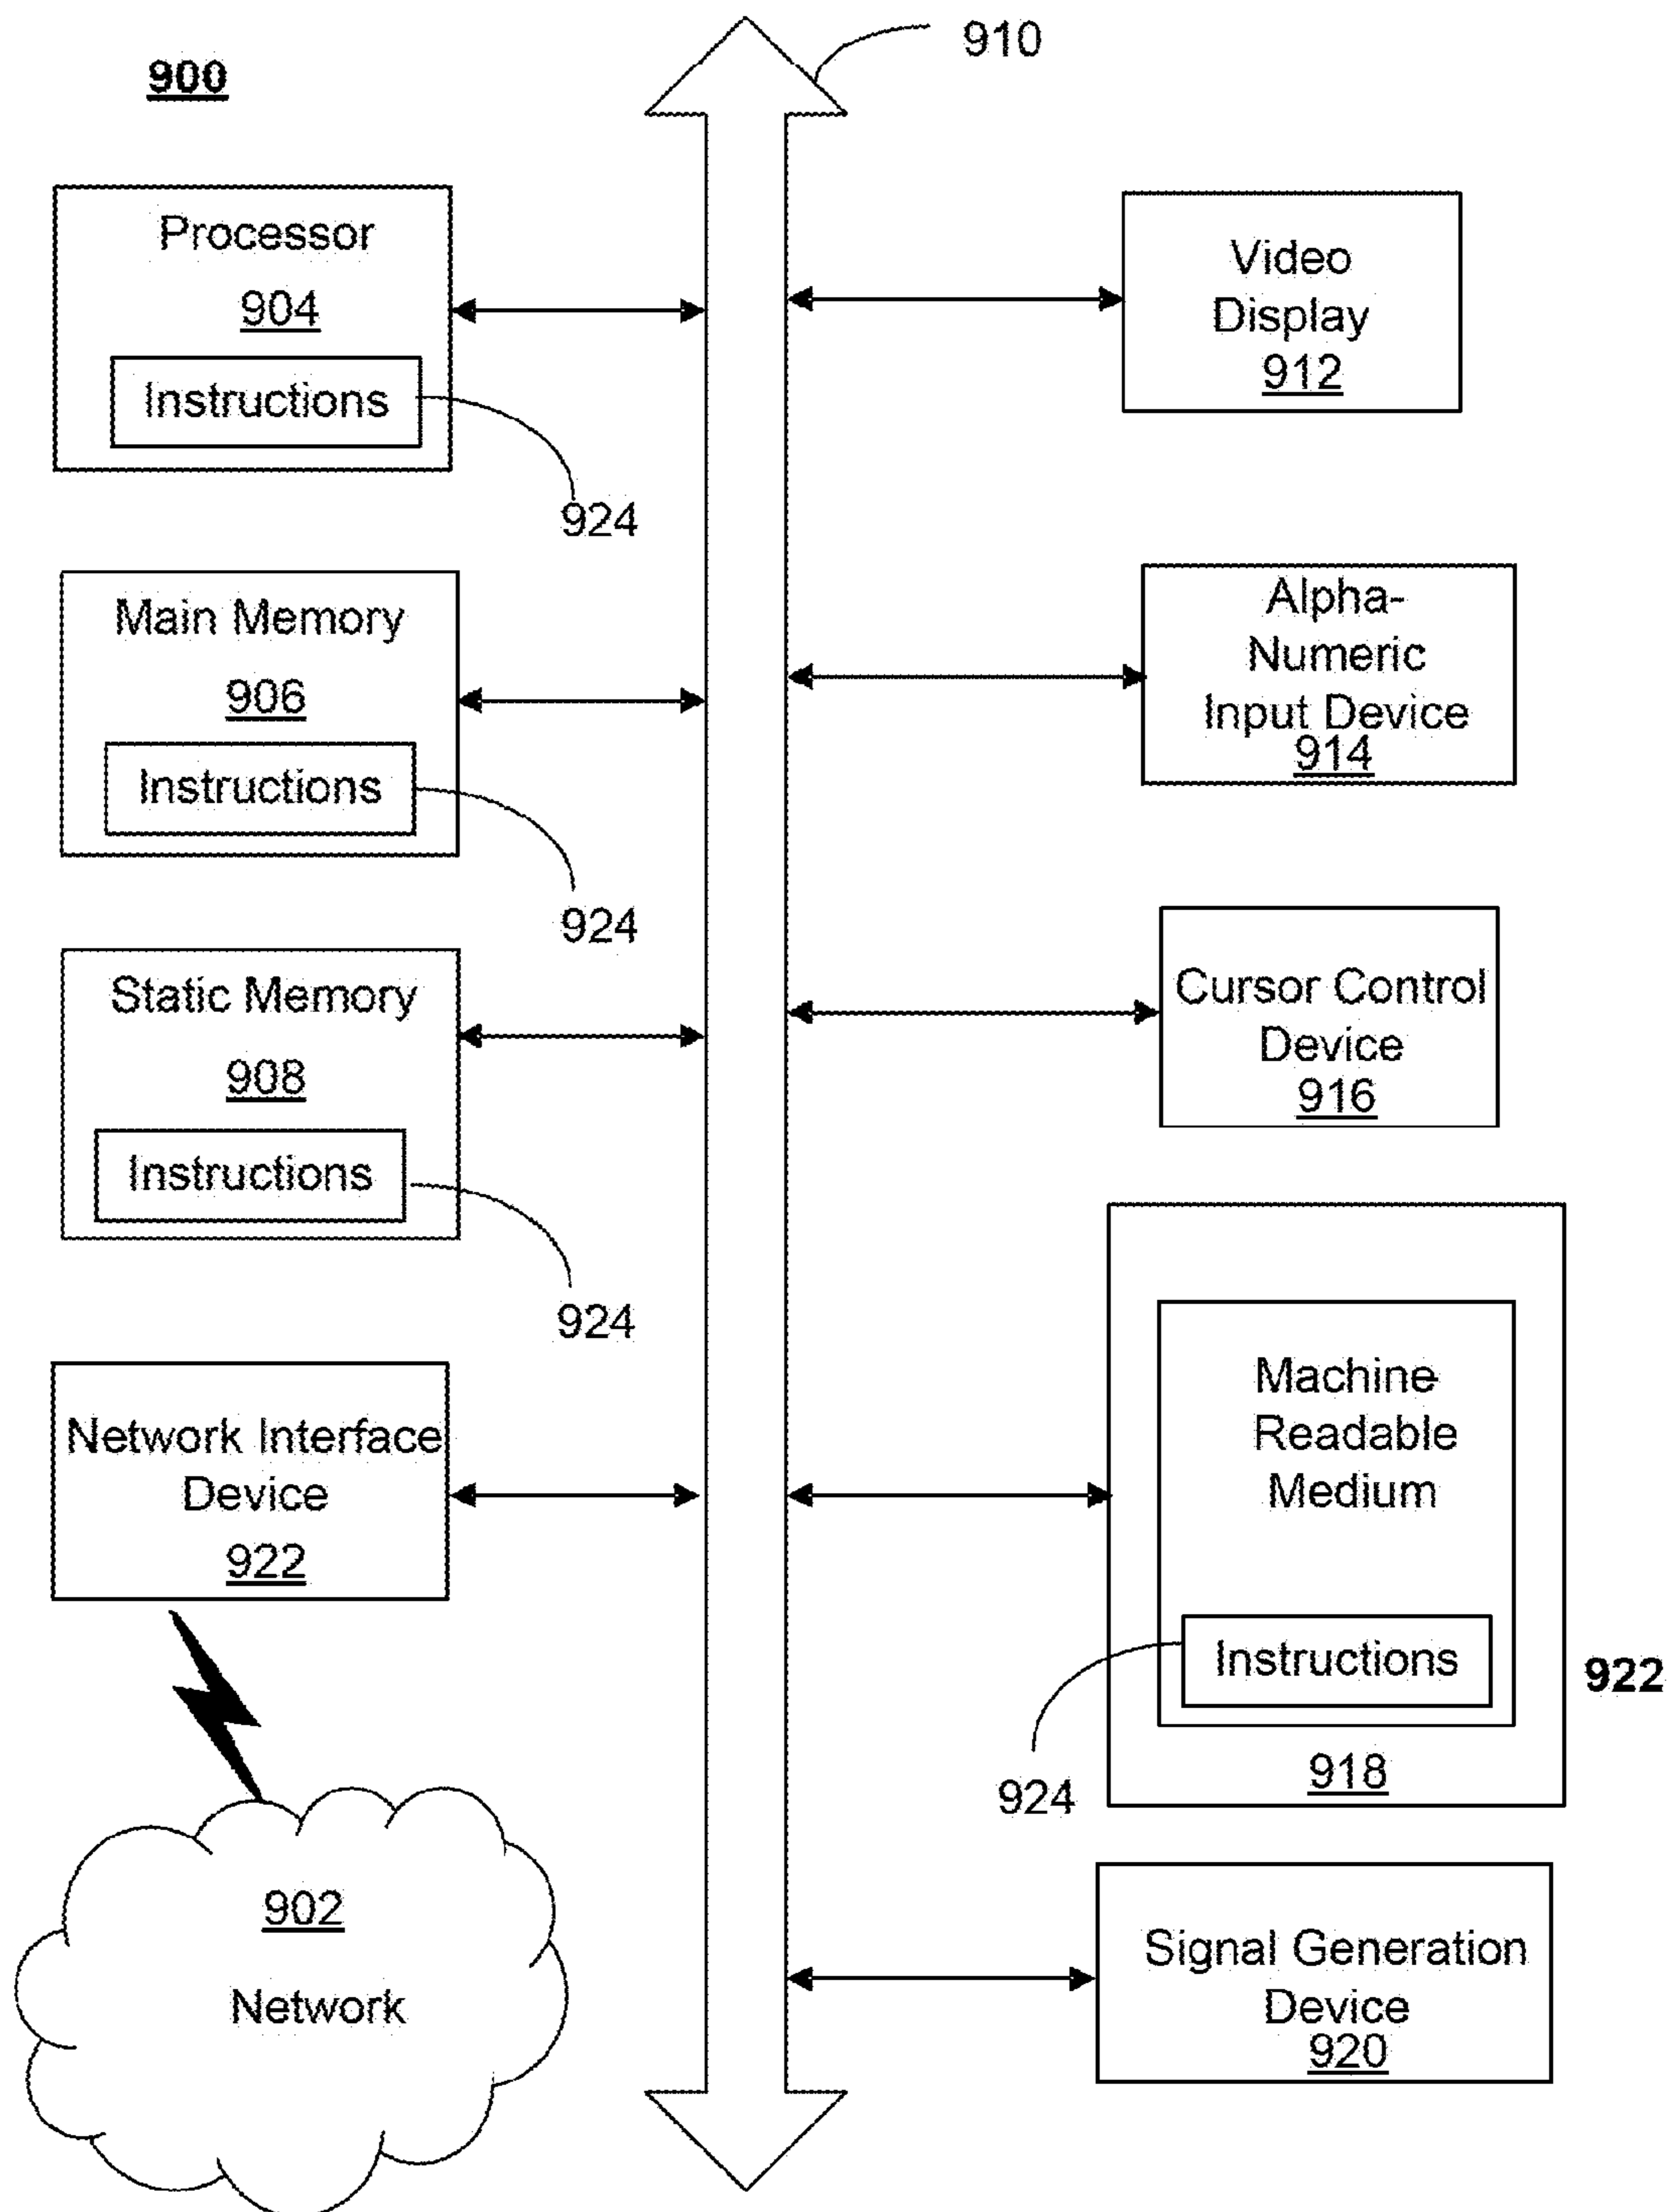 900
910
Processor
904
Instructions
924
Main Memory
906
Instructions
924
Static Memory
908
Instructions
924
Network Interface
Device
922
902
Network
Video
Display
912
Alpha-
Numeric
Input Device
914
Cursor Control
Device
916
Machine
Readable
Medium
Instructions
922
924
918
Signal Generation
Device
920